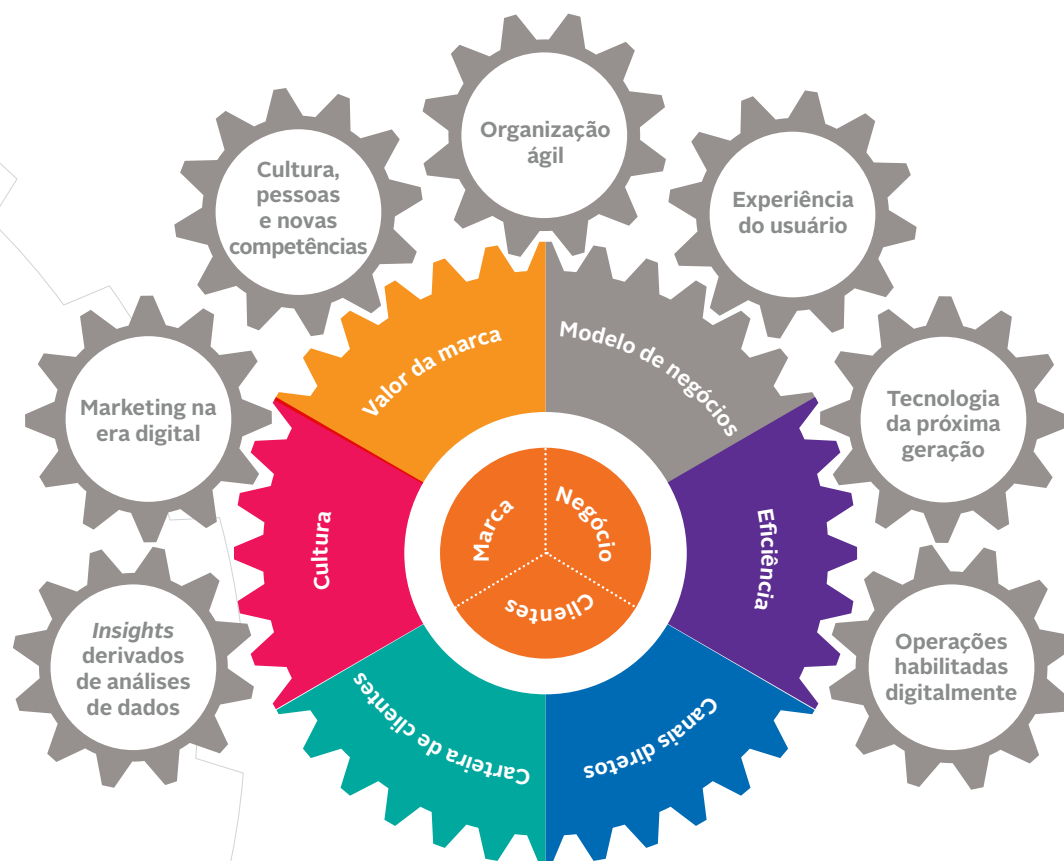 Organização
ágil
Cultura,
pessoas
e novas
competências
Experiência
do usuário
Marketing na
era digital
Tecnologia
da próxima
geração
Insights
derivados
de análises
de dados
Operações
habilitadas
digitalmente
Valor da marca
Modelo de negócios
Cultura
Eficiência
Carteira de clientes
Canais diretos
Marca
Negócio
Clientes